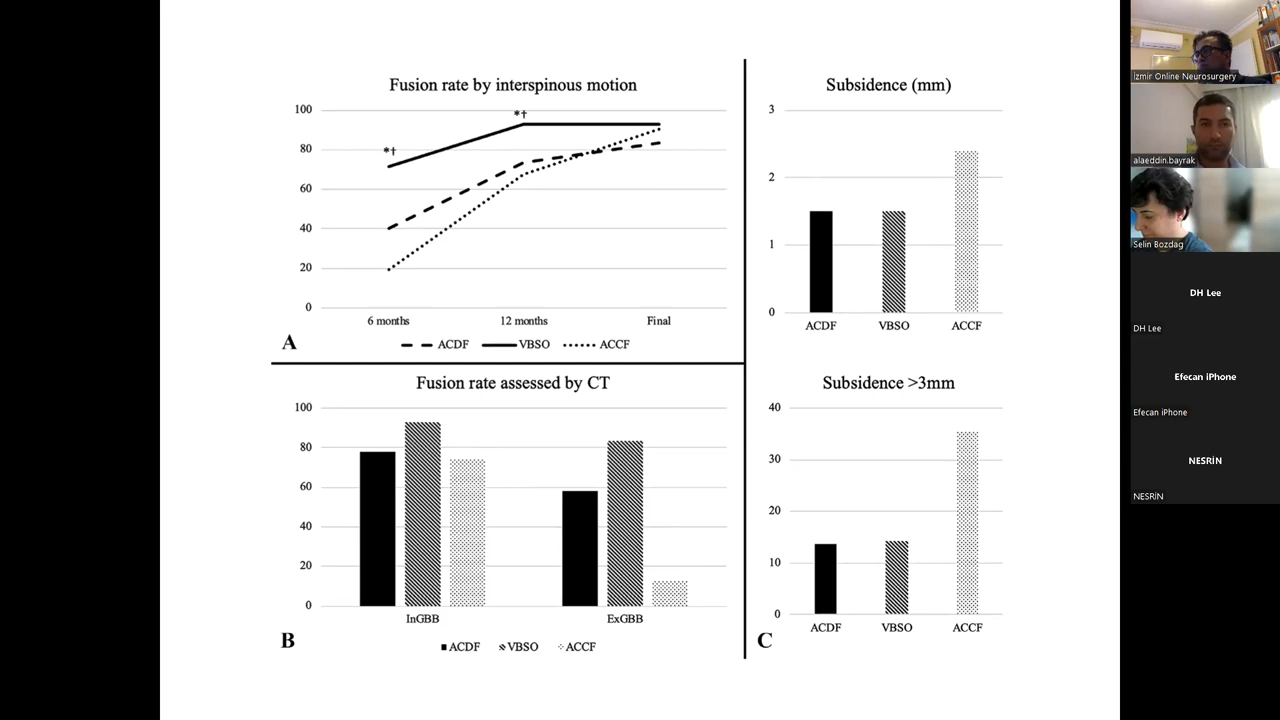 Fusion rate by interspinous motion
100
80
60
40
20
0
*†
*†
6 months 12 months Final
A
ACDF VBSO ACCF
Fusion rate assessed by CT
100
80
60
40
20
0
InGBB ExGBB
B
ACDF VBSO ACCF
Subsidence (mm)
3
2
1
0
ACDF VBSO ACCF
Subsidence >3mm
40
30
20
10
0
ACDF VBSO ACCF
C
İzmir Online Neurosurgery
alaeddin.bayrak
Selin Bozdag
DH Lee
DH Lee
Efecan iPhone
Efecan iPhone
NESRİN
NESRİN